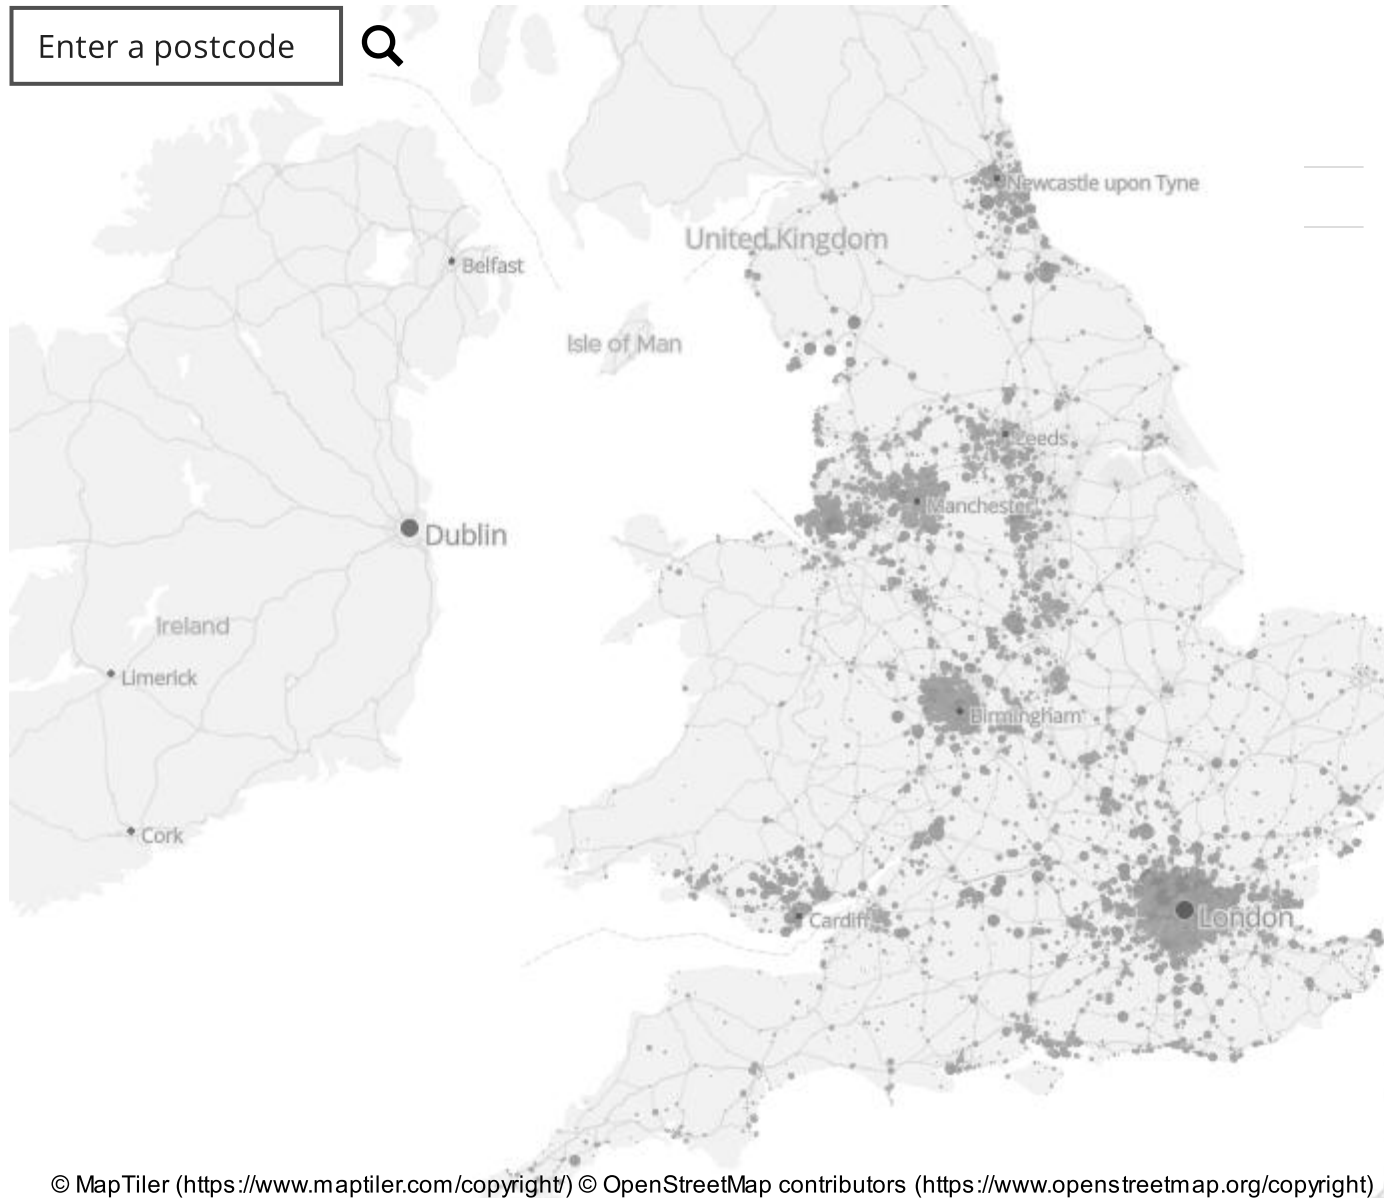 Enter a postcode
Newcastle upon Tyne
United Kingdom
Belfast
Isle of Man
Leeds
Manchester
Dublin
Ireland
Limerick
Birmingham
Cork
Cardiff
London
© MapTiler (https://www.maptiler.com/copyright/) © OpenStreetMap contributors (https://www.openstreetmap.org/copyright)